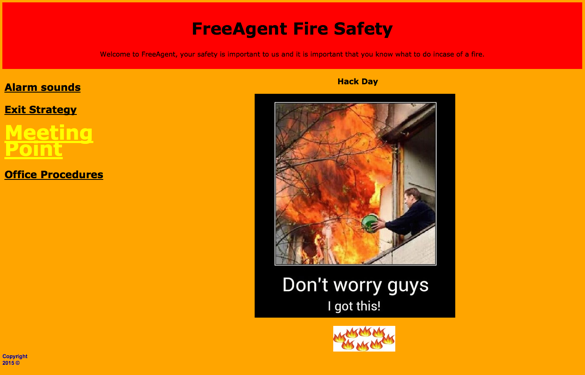 FreeAgent Fire Safety
Welcome to FreeAgent, your safety is important to us and it is important that you know what to do incase of a fire.
Alarm sounds
Exit Strategy
Meeting
Point
Office Procedures
Hack Day
Don't worry guys
I got this!
Copyright
2015 ©